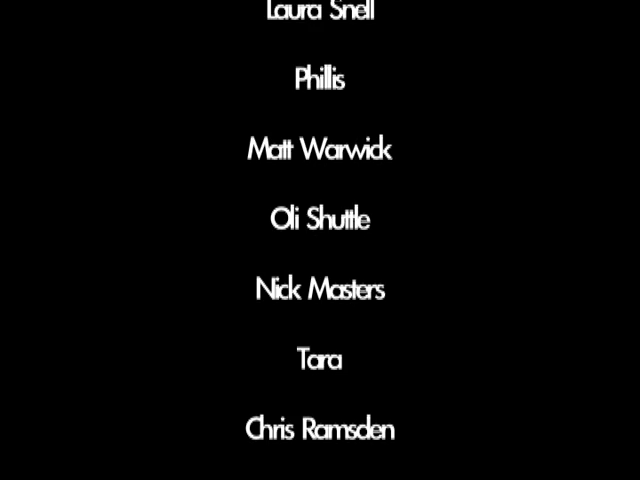 Laura Snell
Phillis
Matt Warwick
Oli Shuttle
Nick Masters
Tara
Chris Ramsden